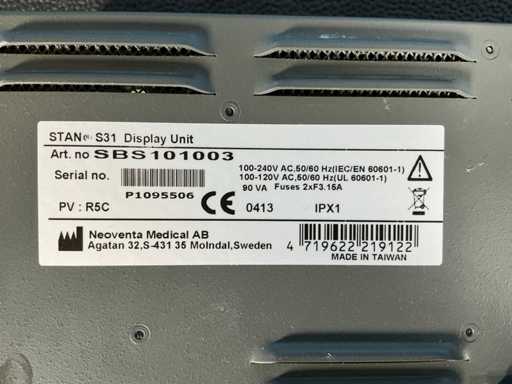 STAN® S31 Display Unit
Art. no SBS101003
Serial no.
P1095506
100-240V AC,50/60 Hz(IEC/EN 60601-1)
100-120V AC,50/60 Hz(UL 60601-1)
90 VA Fuses 2xF3.15A
PV : R5C CE 0413 IPX1
Neoventa Medical AB
Agatan 32,S-431 35 Molndal,Sweden
4 719622 219122
MADE IN TAIWAN